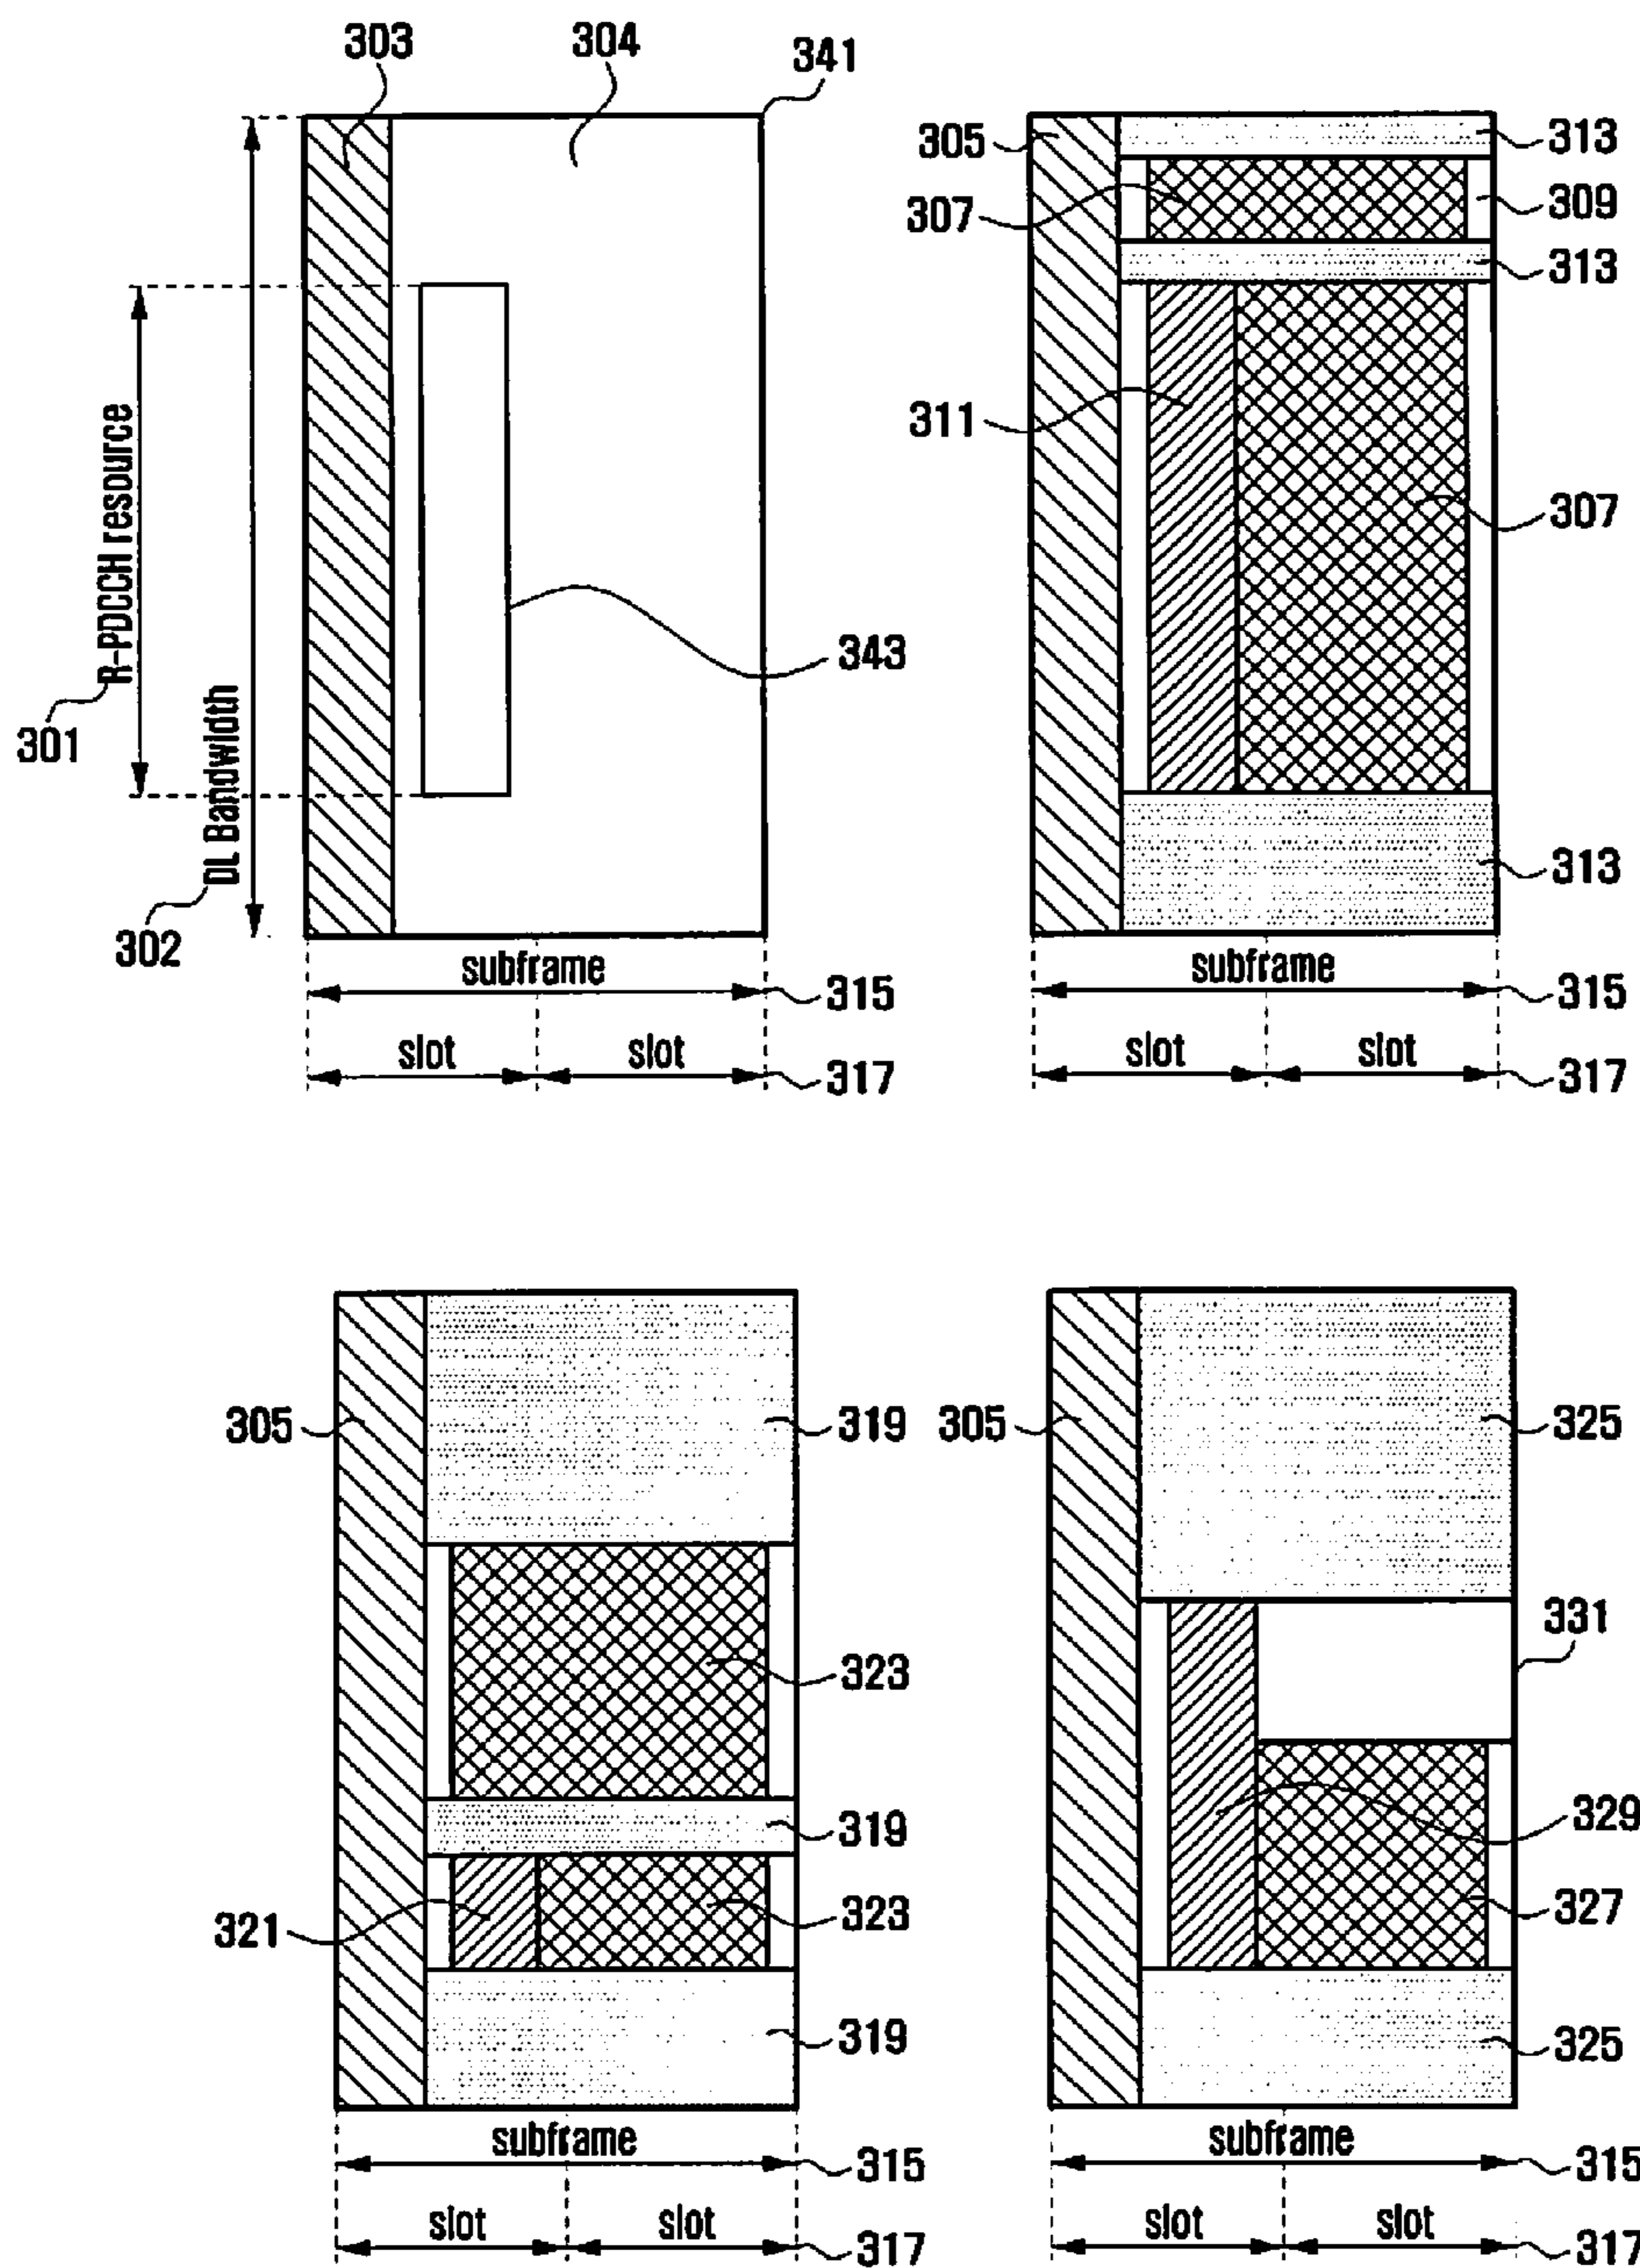 303
304
341
R-PDCCH resource
301
DL Bandwidth
302
343
subframe
315
slot
slot
317
305
313
307
309
313
311
307
313
subframe
315
slot
slot
317
305
319
323
319
321
323
319
subframe
315
slot
slot
317
305
325
331
329
327
325
subframe
315
slot
slot
317